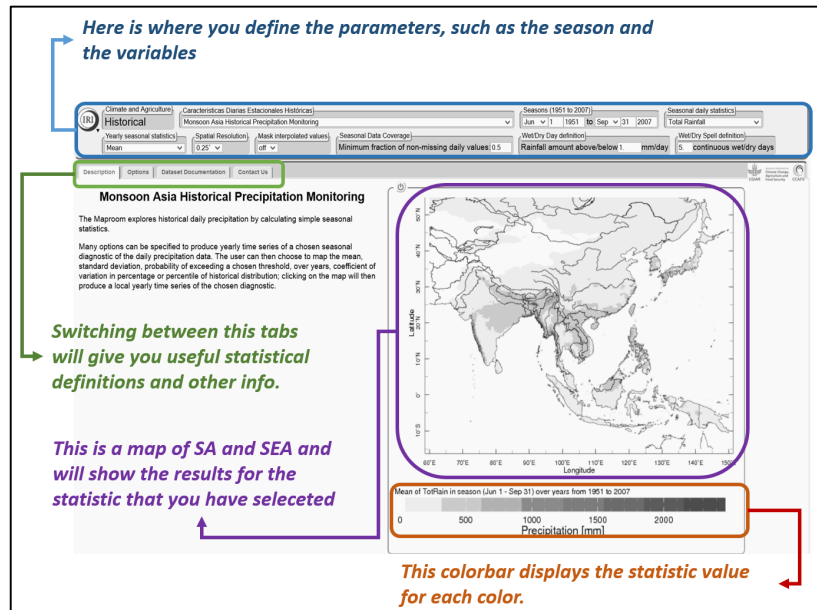 Here is where you define the parameters, such as the season and
the variables
IRI
Climate and Agriculture
Historical
Caracteristicas Diarias Estacionales Históricas
Monsoon Asia Historical Precipitation Monitoring
Seasons (1951 to 2007)
Jun 1 1951 to Sep 31 2007
Seasonal daily statistics
Total Rainfall
Yearly seasonal statistics
Mean
Spatial Resolution
0.25˚
Mask interpolated values
off
Seasonal Data Coverage
Minimum fraction of non-missing daily values: 0.5
Wet/Dry Day definition
Rainfall amount above/below 1. mm/day
Wet/Dry Spell definition
5. continuous wet/dry days
Description
Options
Dataset Documentation
Contact Us
CGIAR
CCAFS
Monsoon Asia Historical Precipitation Monitoring
The Maproom explores historical daily precipitation by calculating simple seasonal
statistics.
Many options can be specified to produce yearly time series of a chosen seasonal
diagnostic of the daily precipitation data. The user can then choose to map the mean,
standard deviation, probability of exceeding a chosen threshold, over years, coefficient of
variation in percentage or percentile of historical distribution; clicking on the map will then
produce a local yearly time series of the chosen diagnostic.
Switching between this tabs
will give you useful statistical
definitions and other info.
This is a map of SA and SEA and
will show the results for the
statistic that you have seleceted
50˚N
40˚N
30˚N
20˚N
10˚N
0˚
10˚S
Latitude
60˚E 70˚E 80˚E 90˚E 100˚E 110˚E 120˚E 130˚E 140˚E 150˚E
Longitude
Mean of TotRain in season (Jun 1 - Sep 31) over years from 1951 to 2007
0 500 1000 1500 2000
Precipitation [mm]
This colorbar displays the statistic value
for each color.